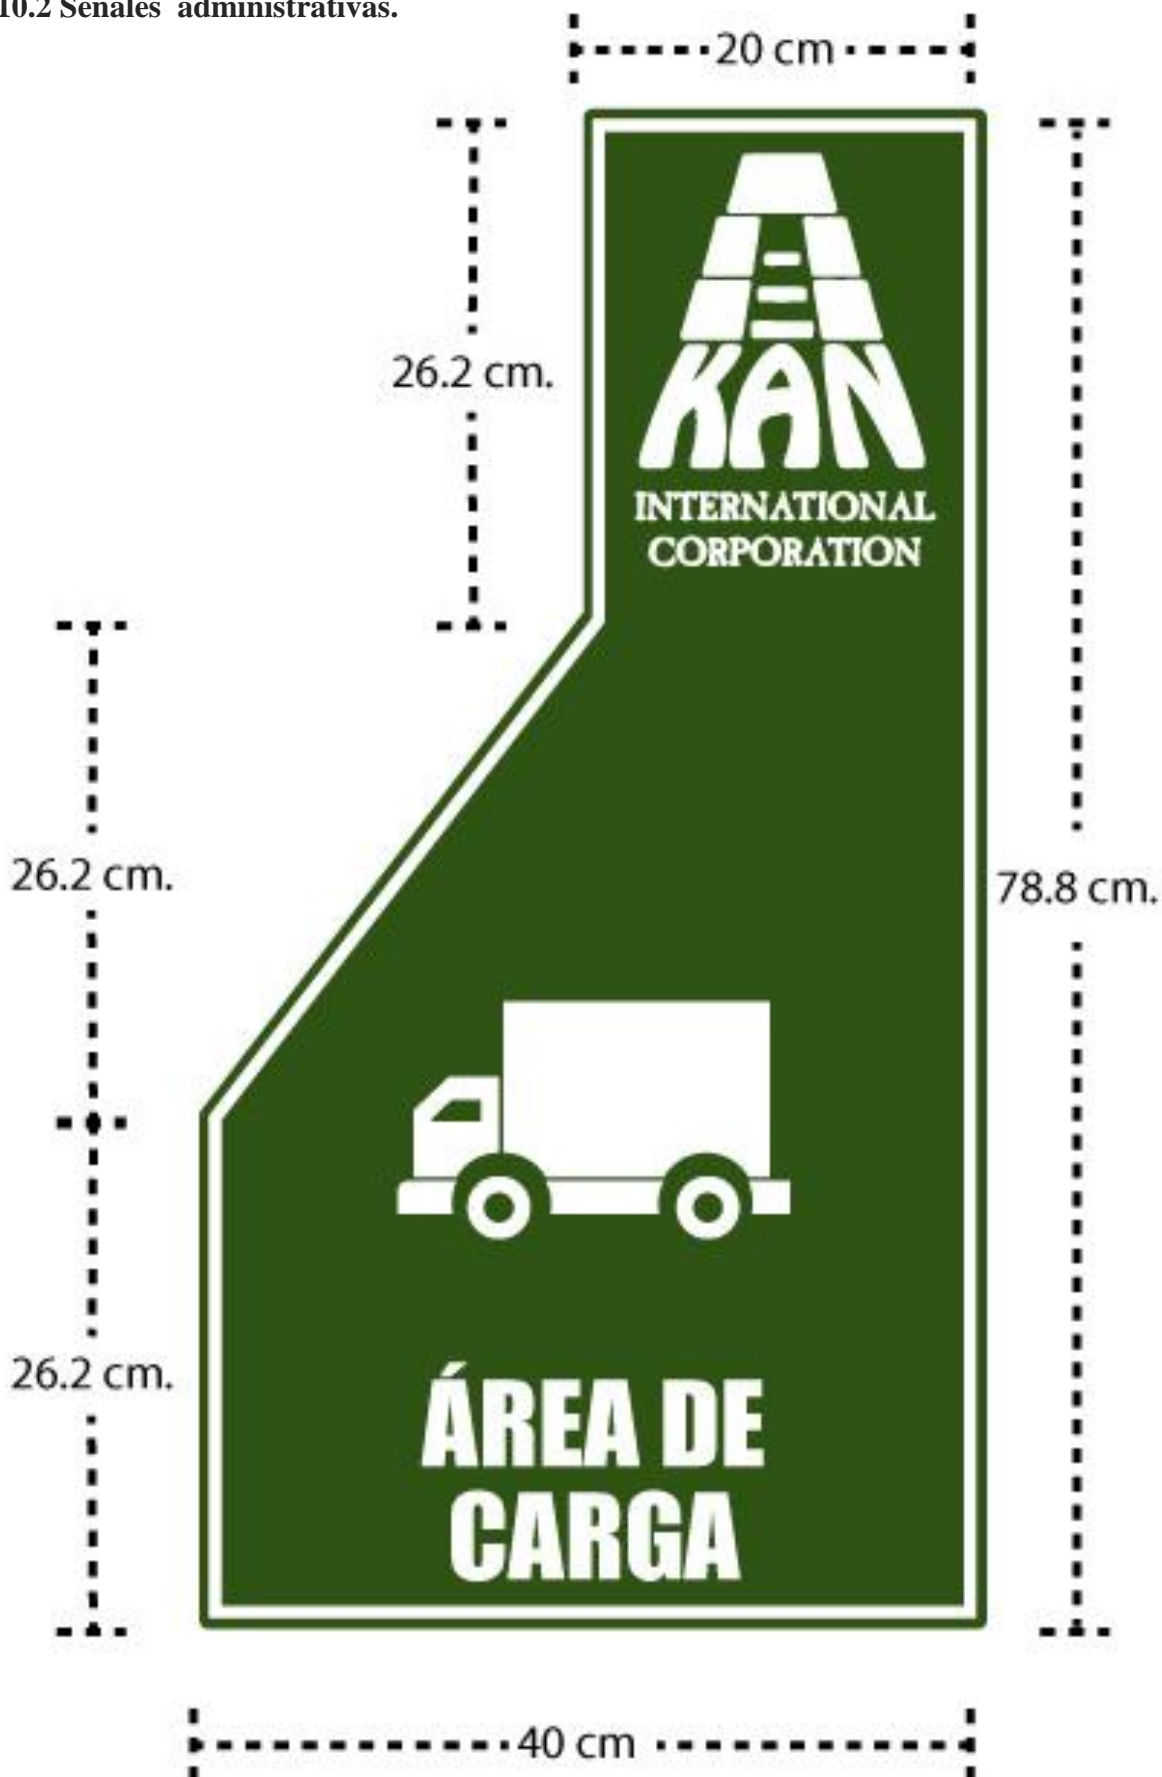 10.2 Señales administrativas.
20 cm
26.2 cm.
KAN
INTERNATIONAL
CORPORATION
26.2 cm.
78.8 cm.
26.2 cm.
ÁREA DE
CARGA
40 cm